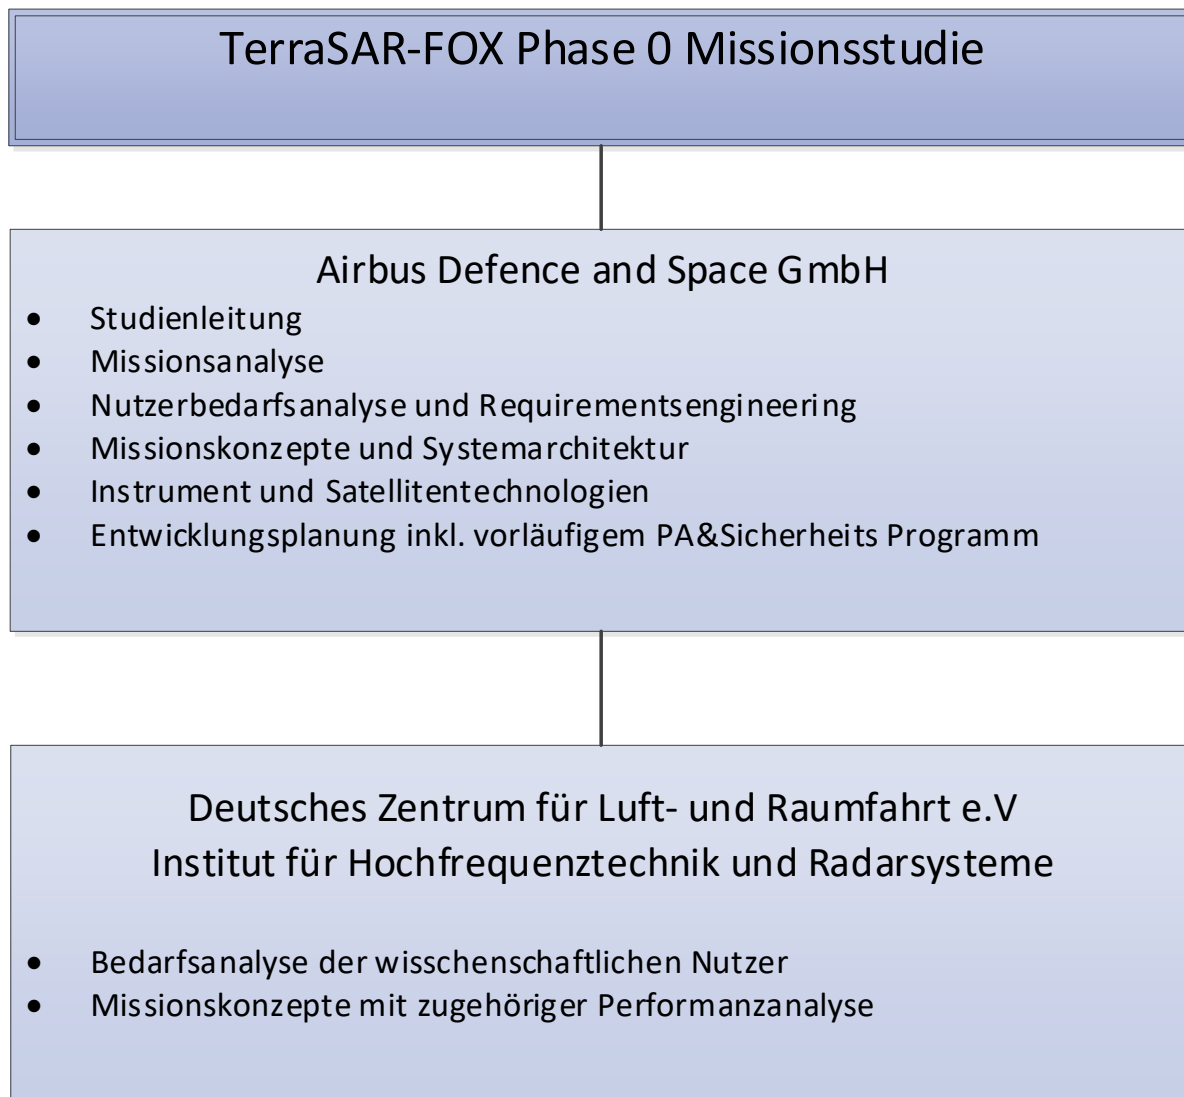 TerraSAR-FOX Phase 0 Missionsstudie
Airbus Defence and Space GmbH
• Studienleitung
• Missionsanalyse
• Nutzerbedarfsanalyse und Requirementsengineering
• Missionskonzepte und Systemarchitektur
• Instrument und Satellitentechnologien
• Entwicklungsplanung inkl. vorläufigem PA&Sicherheits Programm
Deutsches Zentrum für Luft- und Raumfahrt e.V
Institut für Hochfrequenztechnik und Radarsysteme
• Bedarfsanalyse der wisschenschaftlichen Nutzer
• Missionskonzepte mit zugehöriger Performanzanalyse